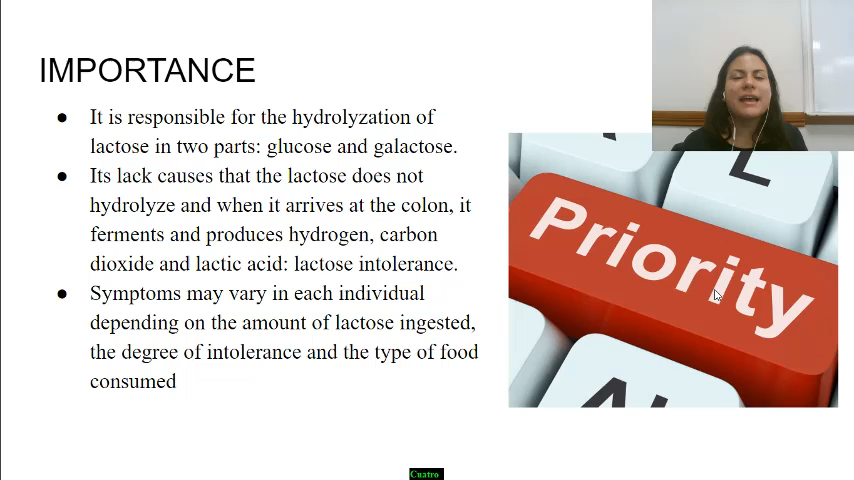 IMPORTANCE
● It is responsible for the hydrolyzation of
lactose in two parts: glucose and galactose.
● Its lack causes that the lactose does not
hydrolyze and when it arrives at the colon, it
ferments and produces hydrogen, carbon
dioxide and lactic acid: lactose intolerance.
● Symptoms may vary in each individual
depending on the amount of lactose ingested,
the degree of intolerance and the type of food
consumed
L
Priority
Cuatro